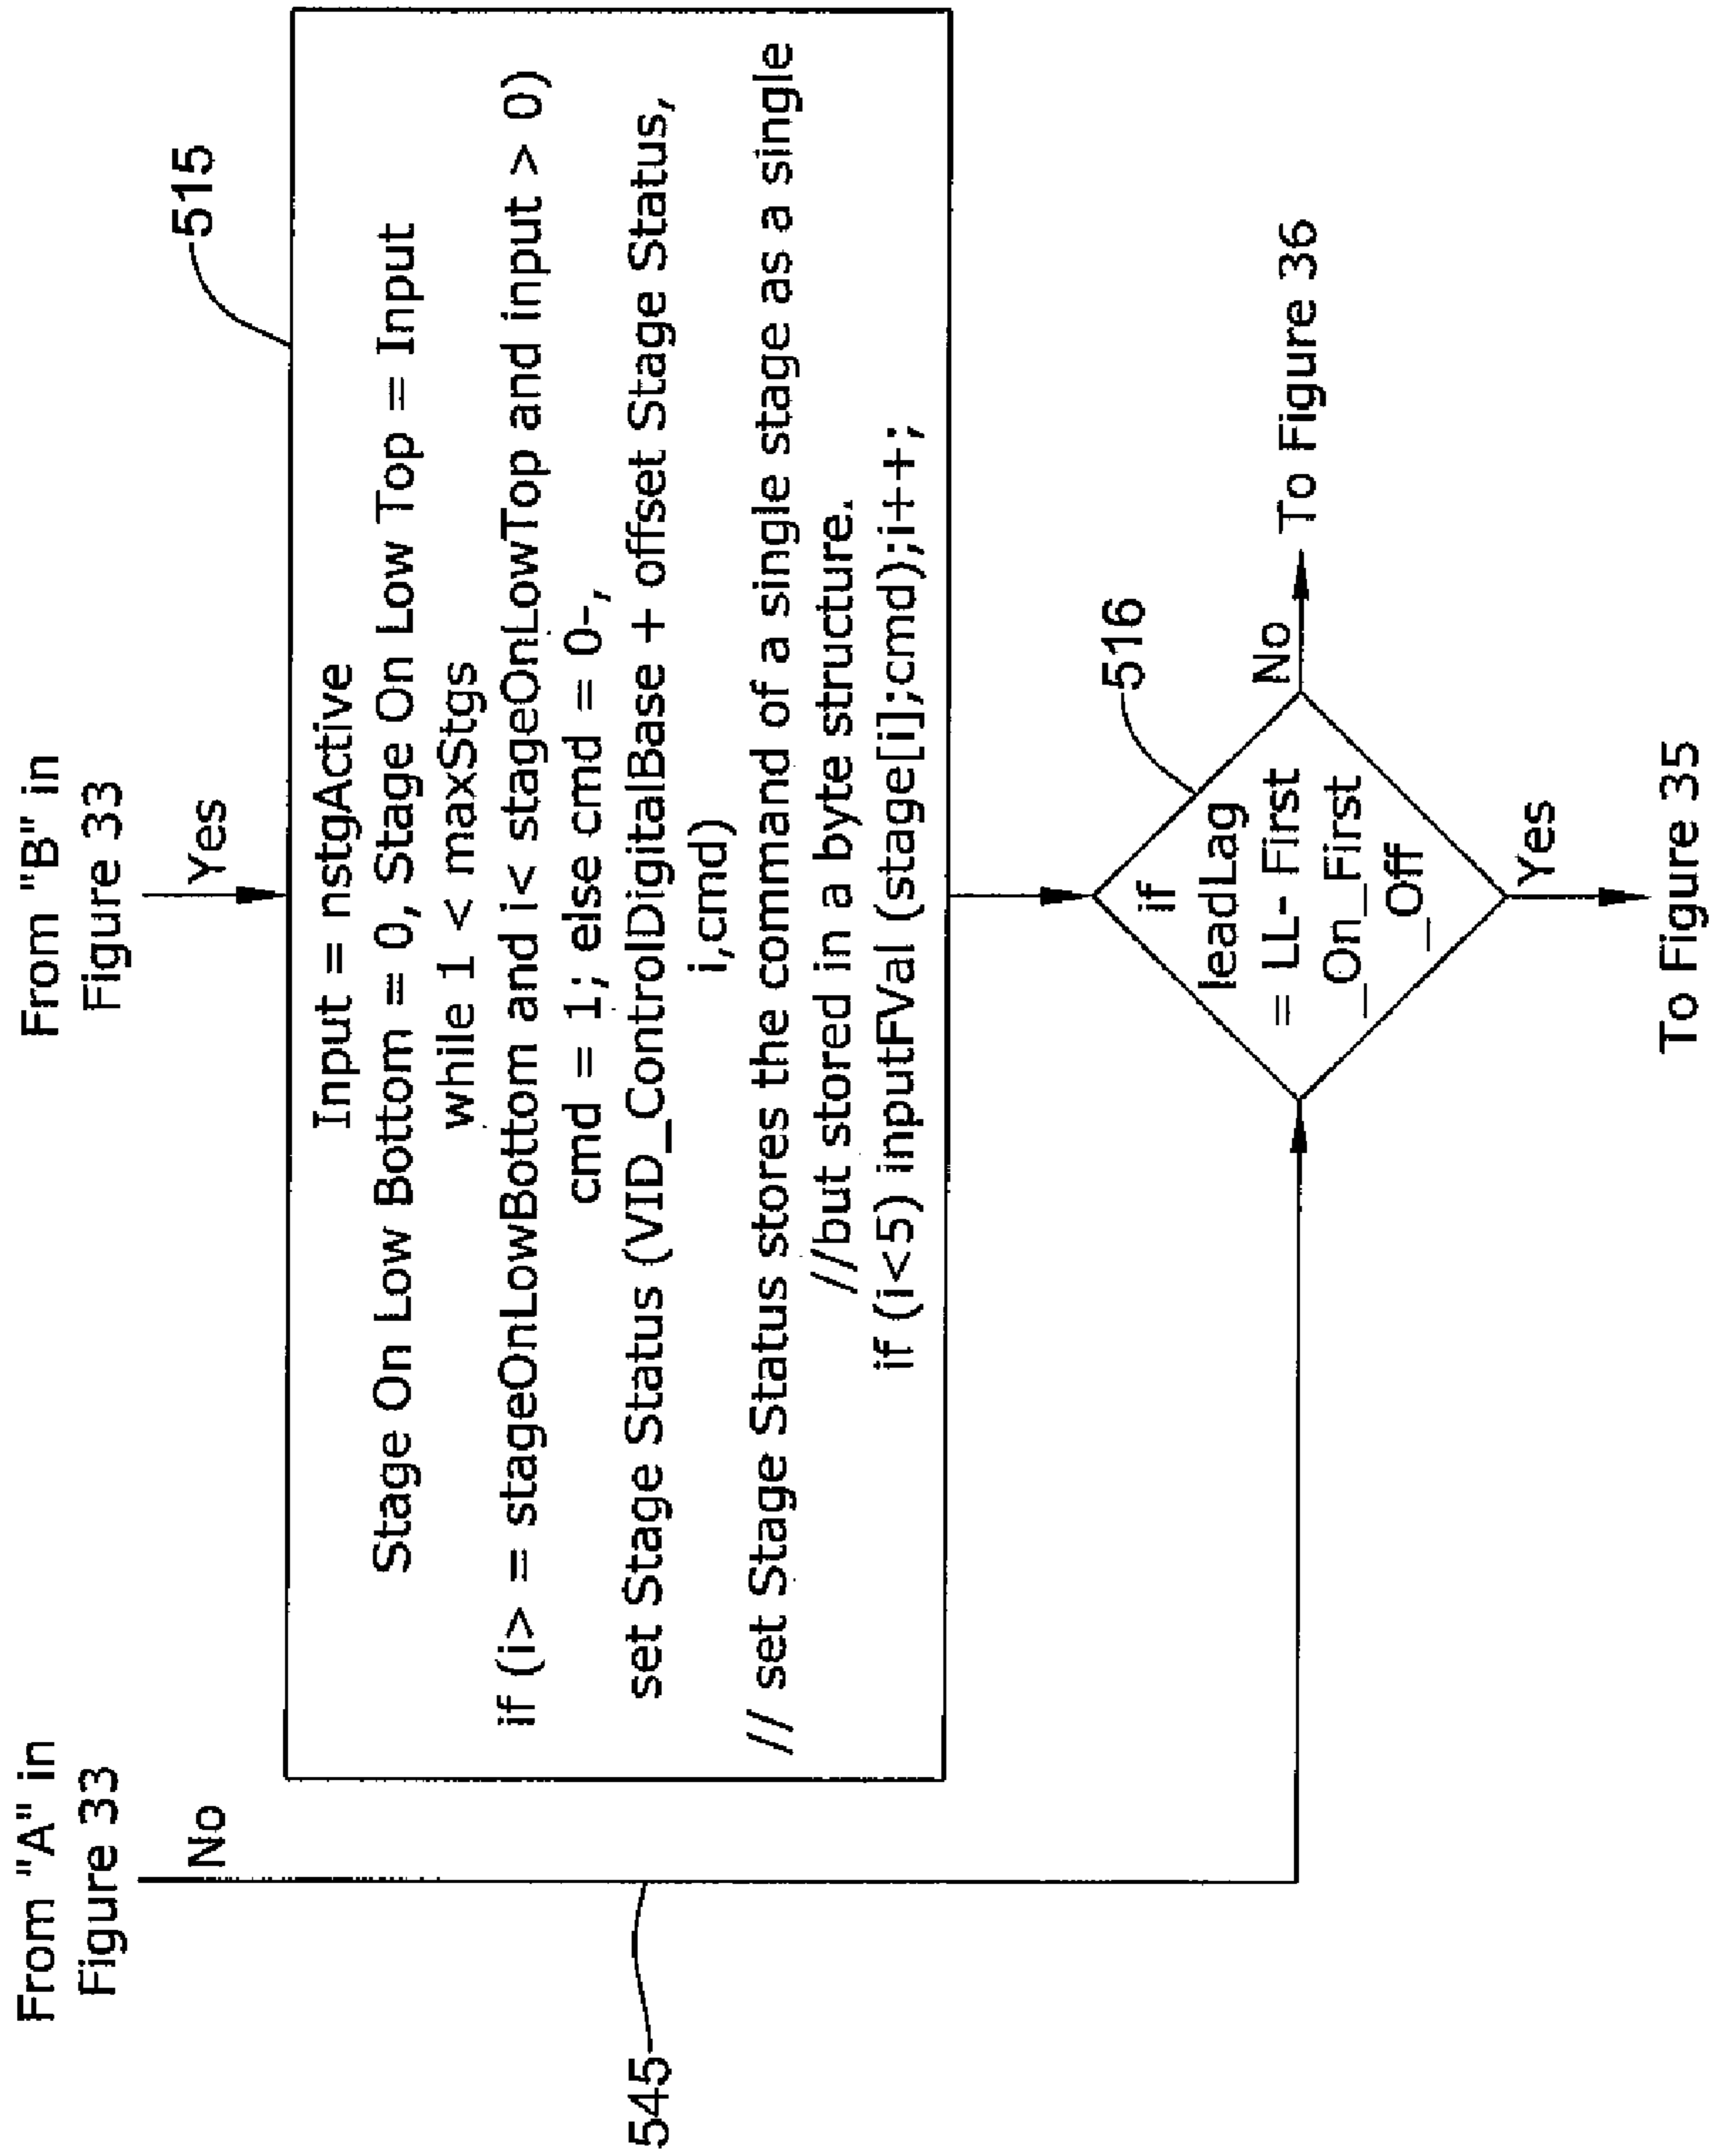 From "A" in
Figure 33
No
545
From "B" in
Figure 33
Yes
515
Input = nstgActive
Stage On Low Bottom = 0, Stage On Low Top = Input
while 1 < maxStgs
if (i> = stageOnLowBottom and i< stageOnLowTop and input > 0)
cmd = 1; else cmd = 0-,
set Stage Status (VID_ControlDigitalBase + offset Stage Status,
i,cmd)
// set Stage Status stores the command of a single stage as a single
//but stored in a byte structure.
if (i<5) inputFVal (stage[i];cmd);i++;
516
if
leadLag
= LL- First
_On_First
_Off
No
To Figure 36
Yes
To Figure 35